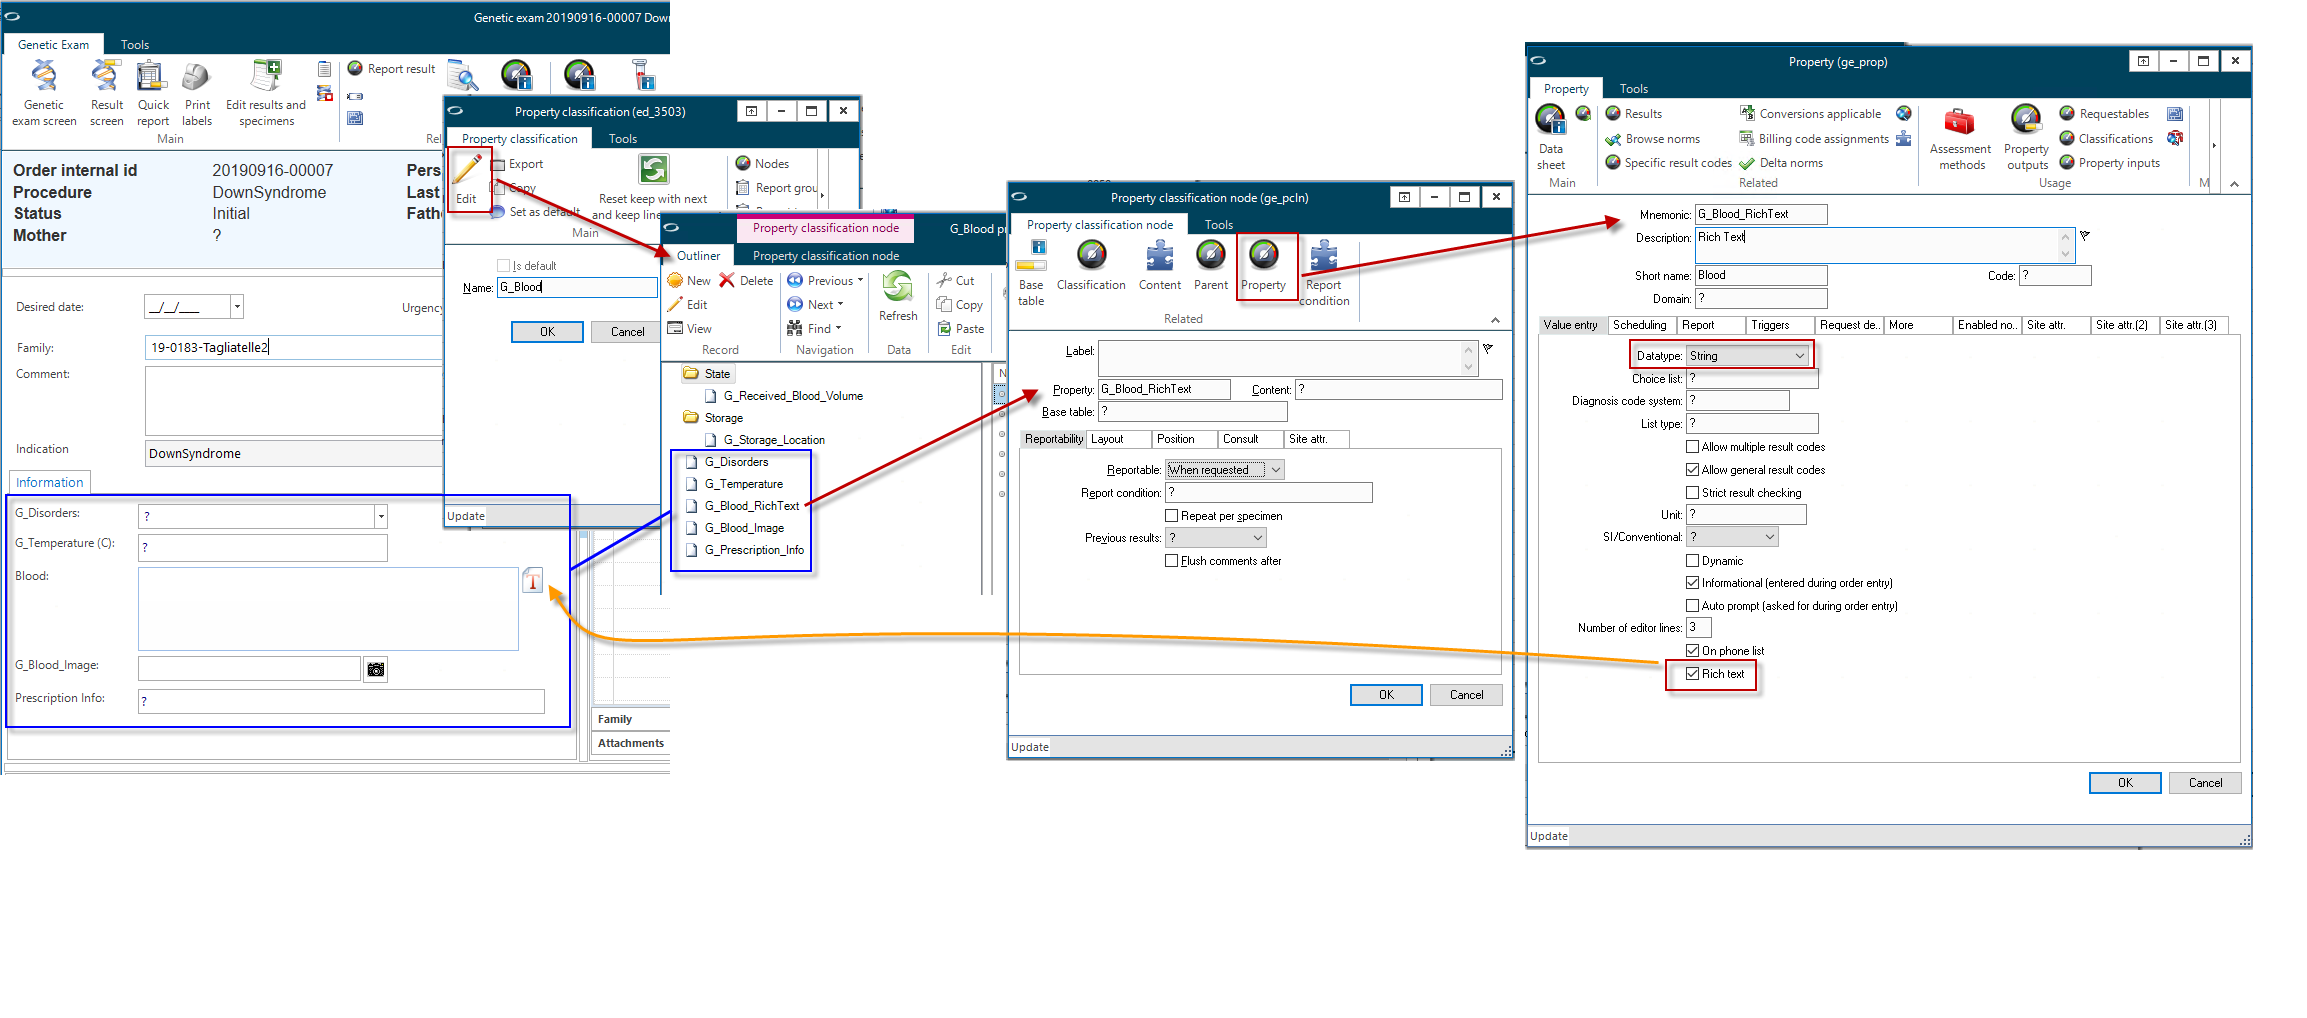 Genetic exam 20190916-00007 Down
Genetic Exam
Tools
Genetic exam screen
Result screen
Quick report
Print labels
Edit results and specimens
Report result
Main
Rel
Order internal id 20190916-00007 Pers
Procedure DownSyndrome Last
Status Initial Fath
Mother ?
Desired date: __/__/___ Urgency
Family: 19-0183-Tagliatelle2
Comment:
Indication DownSyndrome
Information
G_Disorders: ?
G_Temperature (C): ?
Blood:
G_Blood_Image:
Prescription Info: ?
Family
Attachments
Property classification (ed_3503)
Property classification
Tools
Edit
Export
Copy
Set as default
Reset keep with next and keep line
Nodes
Report grou
Main
Is default
Name: G_Blood
OK
Cancel
Update
Property classification node
G_Blood pr
Outliner
Property classification node
New
Delete
Edit
View
Previous
Next
Find
Refresh
Cut
Copy
Paste
Record
Navigation
Data
Edit
State
G_Received_Blood_Volume
Storage
G_Storage_Location
G_Disorders
G_Temperature
G_Blood_RichText
G_Blood_Image
G_Prescription_Info
Property classification node (ge_pcln)
Property classification node
Tools
Base table
Classification
Content
Parent
Property
Report condition
Related
Label:
Property: G_Blood_RichText Content: ?
Base table: ?
Reportability
Layout
Position
Consult
Site attr.
Reportable: When requested
Report condition: ?
Repeat per specimen
Previous results: ?
Flush comments after
OK
Cancel
Update
Property (ge_prop)
Property
Tools
Data sheet
Results
Browse norms
Specific result codes
Conversions applicable
Billing code assignments
Delta norms
Assessment methods
Property outputs
Requestables
Classifications
Property inputs
Main
Related
Usage
M
Mnemonic: G_Blood_RichText
Description: Rich Text
Short name: Blood Code: ?
Domain: ?
Value entry
Scheduling
Report
Triggers
Request de..
More
Enabled no..
Site attr.
Site attr.(2)
Site attr.(3)
Datatype: String
Choice list: ?
Diagnosis code system: ?
List type: ?
Allow multiple result codes
Allow general result codes
Strict result checking
Unit: ?
SI/Conventional: ?
Dynamic
Informational (entered during order entry)
Auto prompt (asked for during order entry)
Number of editor lines: 3
On phone list
Rich text
OK
Cancel
Update